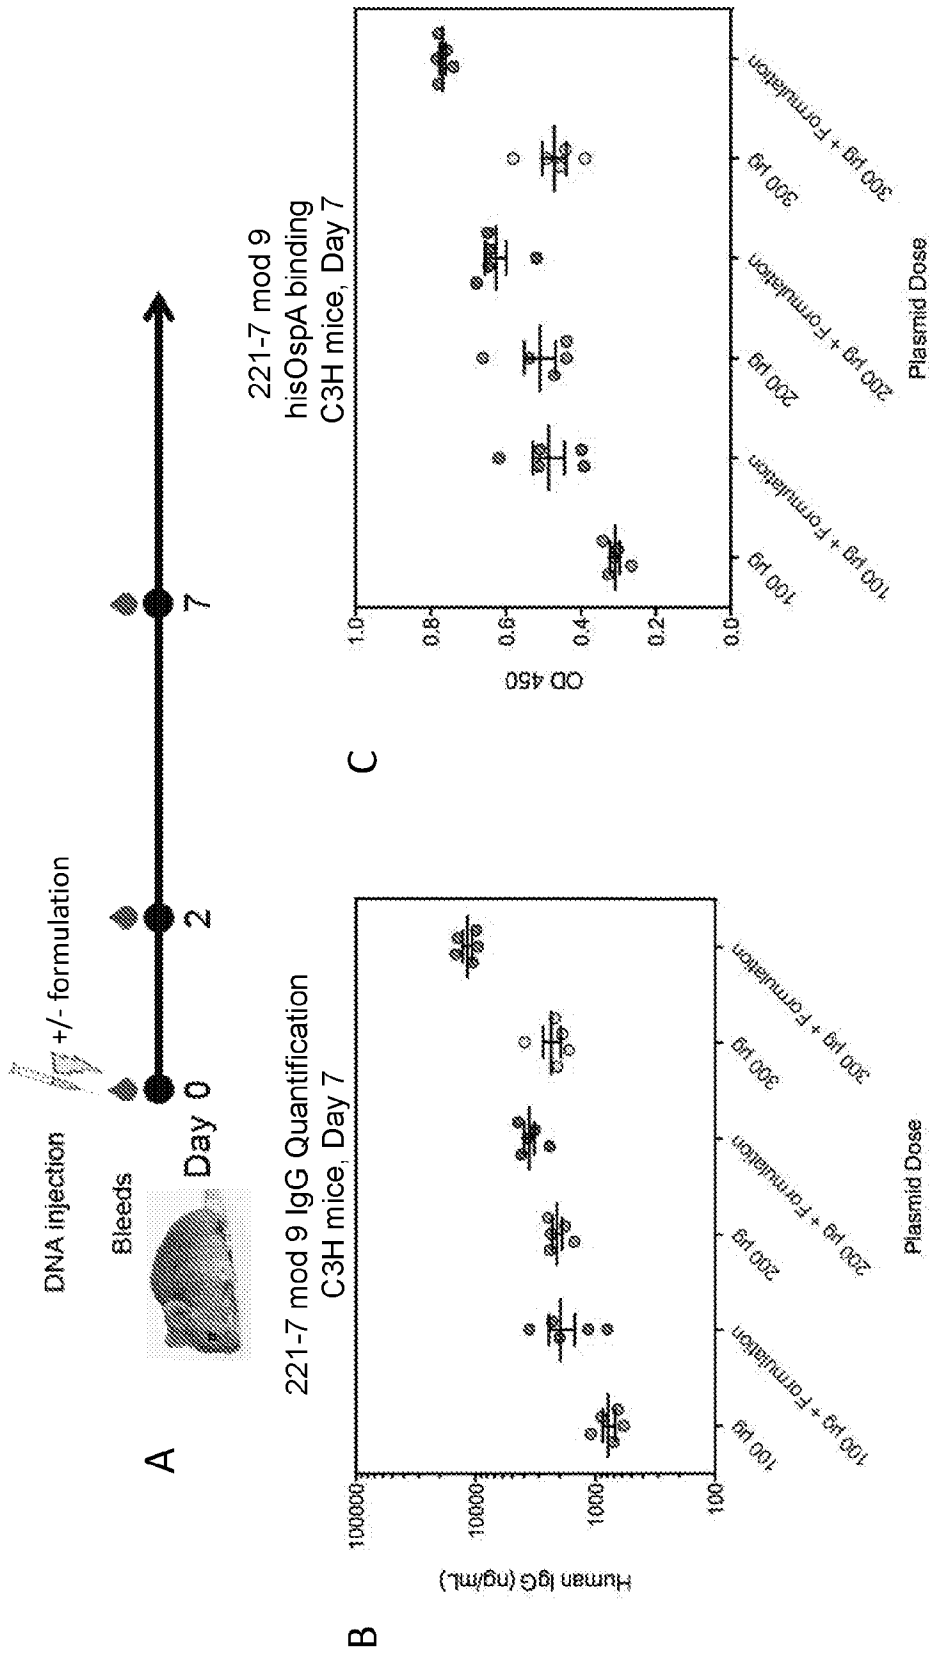 A
DNA injection
+/- formulation
Bleeds
Day 0 2 7
B
221-7 mod 9 IgG Quantification
C3H mice, Day 7
Human IgG (ng/mL)
100000
10000
1000
100
100 µg
100 µg + Formulation
200 µg
200 µg + Formulation
300 µg
300 µg + Formulation
Plasmid Dose
C
221-7 mod 9
hisOspA binding
C3H mice, Day 7
OD 450
1.0
0.8
0.6
0.4
0.2
0.0
100 µg
100 µg + Formulation
200 µg
200 µg + Formulation
300 µg
300 µg + Formulation
Plasmid Dose